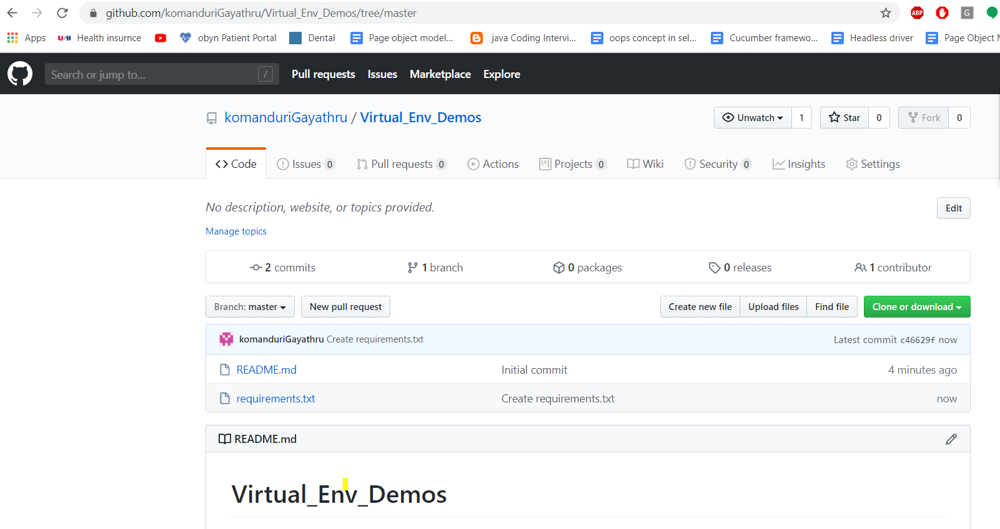 github.com/komanduriGayathru/Virtual_Env_Demos/tree/master
ABP G
Apps USH Health insurnce obyn Patient Portal Dental Page object model... java Coding Intervi... oops concept in sel... Cucumber framewo... Headless driver Page Object M
Search or jump to... / Pull requests Issues Marketplace Explore
komanduriGayathru / Virtual_Env_Demos Unwatch 1 Star 0 Fork 0
Code Issues 0 Pull requests 0 Actions Projects 0 Wiki Security 0 Insights Settings
No description, website, or topics provided. Edit
Manage topics
2 commits 1 branch 0 packages 0 releases 1 contributor
Branch: master New pull request Create new file Upload files Find file Clone or download
komanduriGayathru Create requirements.txt Latest commit c46629f now
README.md Initial commit 4 minutes ago
requirements.txt Create requirements.txt now
README.md
Virtual_Env_Demos